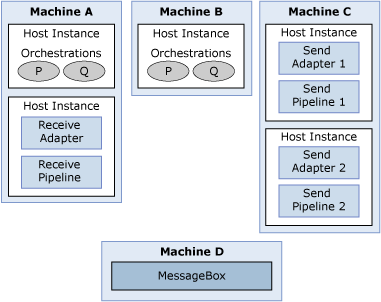 Machine A
Host Instance
Orchestrations
P Q
Host Instance
Receive
Adapter
Receive
Pipeline
Machine B
Host Instance
Orchestrations
P Q
Machine C
Host Instance
Send
Adapter 1
Send
Pipeline 1
Host Instance
Send
Adapter 2
Send
Pipeline 2
Machine D
MessageBox